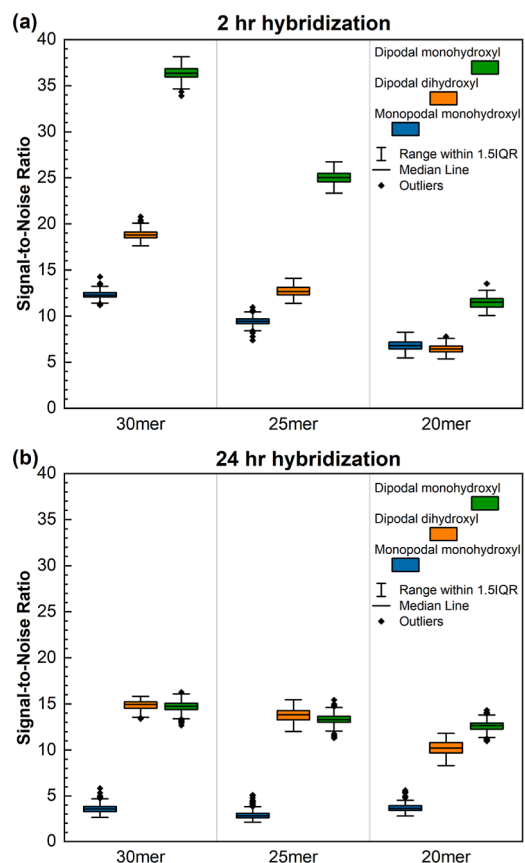 (a)
2 hr hybridization
40
35
30
25
20
15
10
5
0
Signal-to-Noise Ratio
Dipodal monohydroxyl
Dipodal dihydroxyl
Monopodal monohydroxyl
Range within 1.5IQR
Median Line
Outliers
30mer
25mer
20mer
(b)
24 hr hybridization
40
35
30
25
20
15
10
5
0
Signal-to-Noise Ratio
Dipodal monohydroxyl
Dipodal dihydroxyl
Monopodal monohydroxyl
Range within 1.5IQR
Median Line
Outliers
30mer
25mer
20mer